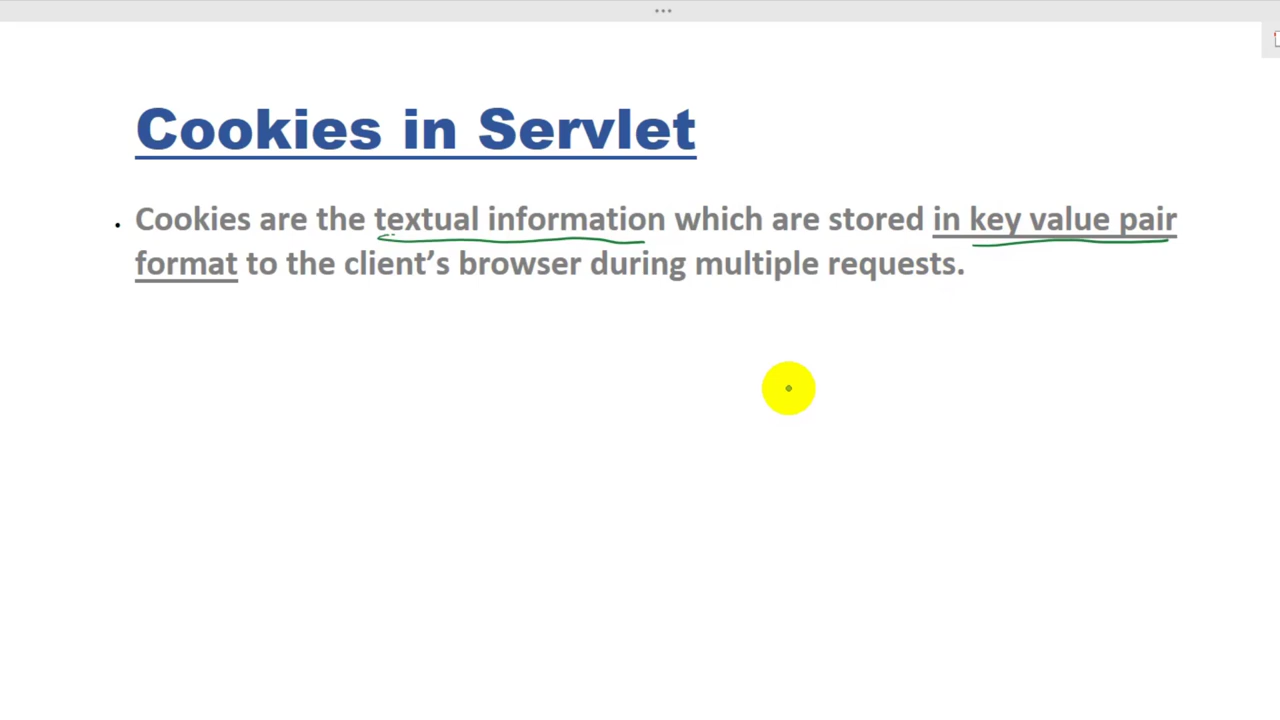 Cookies in Servlet
. Cookies are the textual information which are stored in key value pair
format to the client’s browser during multiple requests.